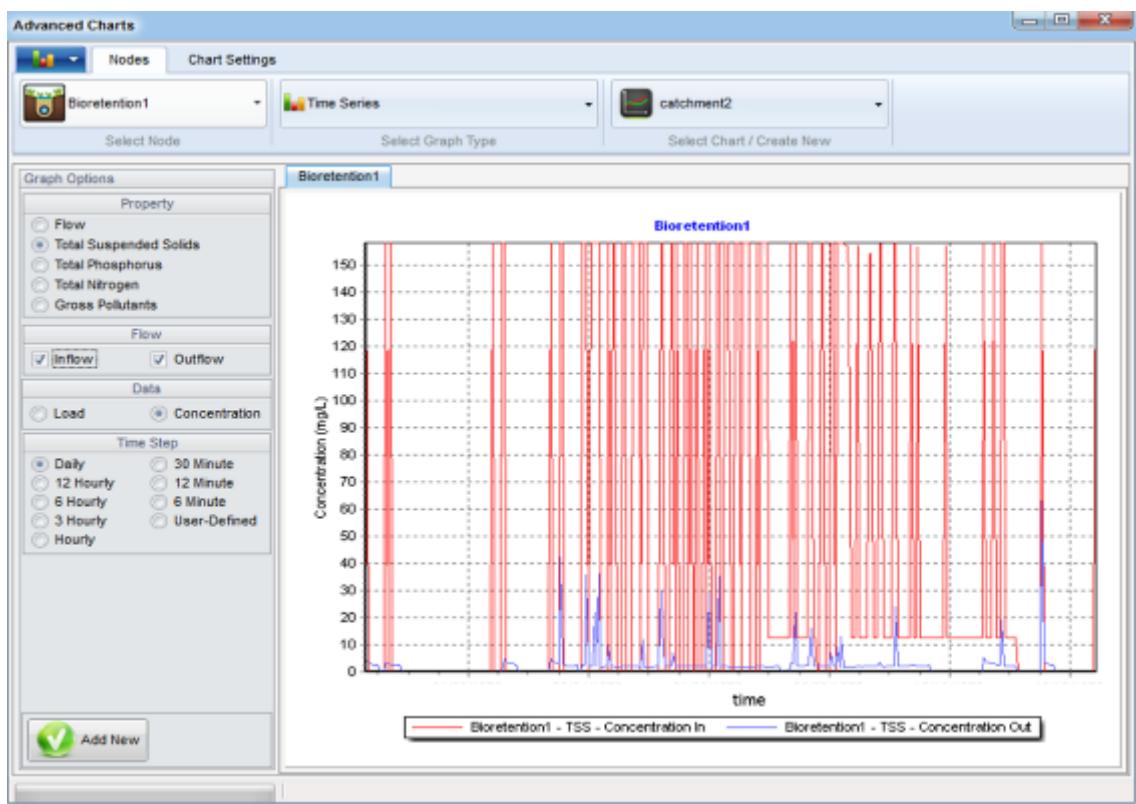 Advanced Charts
Nodes Chart Settings
Bioretention1 Time Series catchment2
Select Node Select Graph Type Select Chart / Create New
Graph Options
Property
Flow
Total Suspended Solids
Total Phosphorus
Total Nitrogen
Gross Pollutants
Flow
Inflow Outflow
Data
Load Concentration
Time Step
Daily 30 Minute
12 Hourly 12 Minute
6 Hourly 6 Minute
3 Hourly User-Defined
Hourly
Add New
Bioretention1
Bioretention1
150
140
130
120
110
100
90
80
70
60
50
40
30
20
10
0
Concentration (mg/L)
time
Bioretention1 - TSS - Concentration In Bioretention1 - TSS - Concentration Out